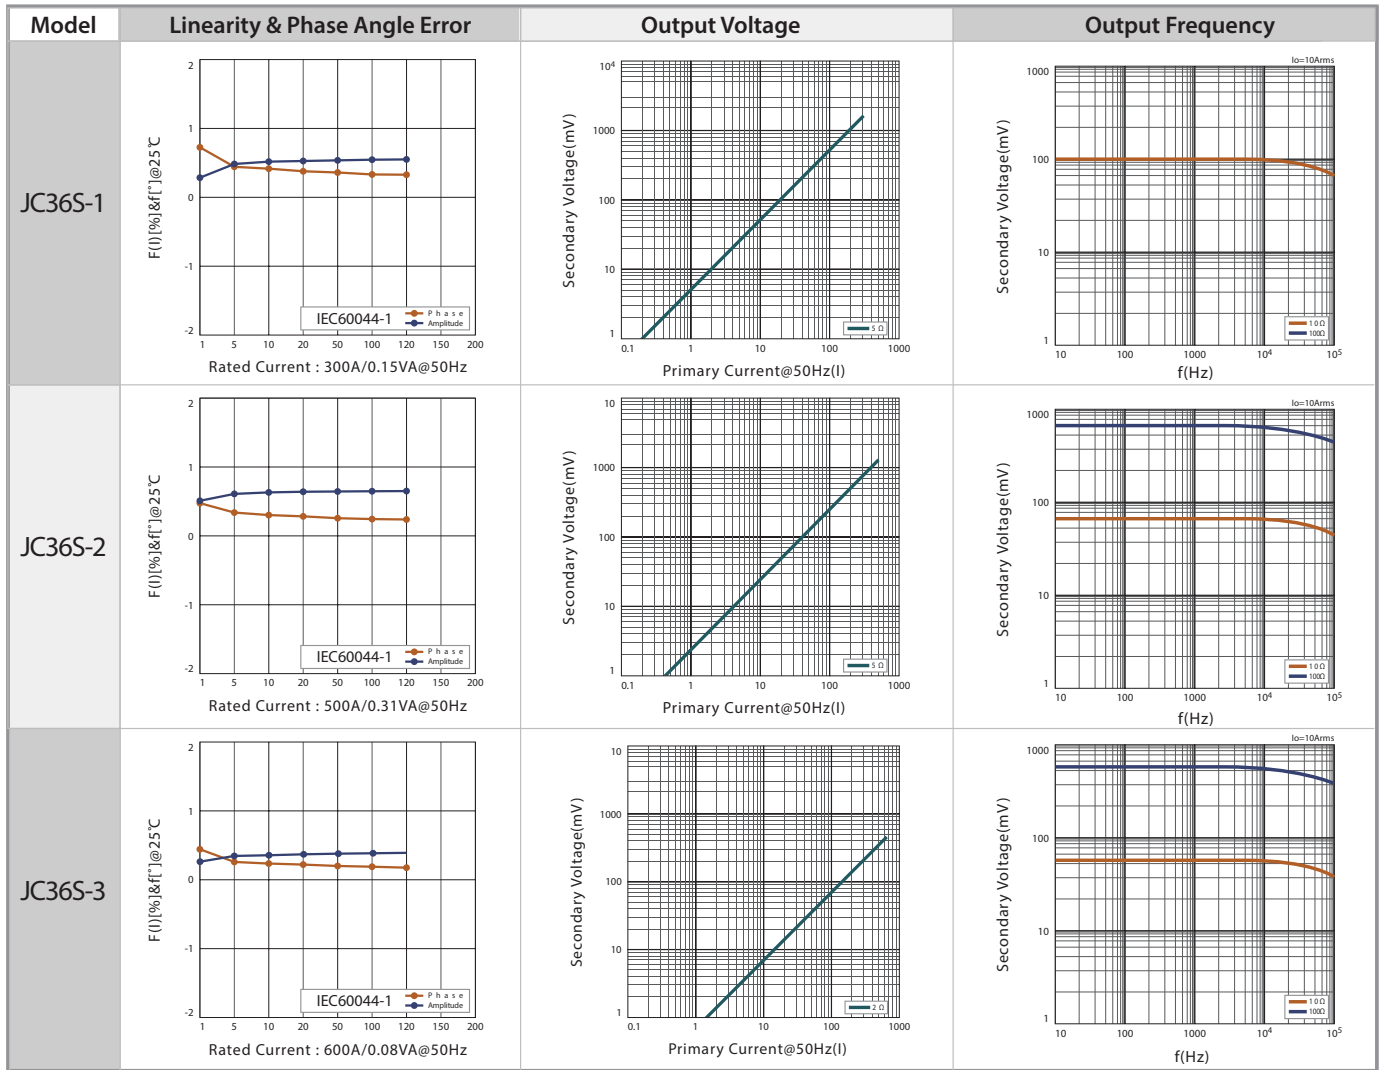 Model Linearity & Phase Angle Error Output Voltage Output Frequency
JC36S-1
F(I)[%]&f[°]@25℃
2
1
0
-1
-2
IEC60044-1
Phase
Amplitude
1 5 10 20 50 100 120 150 200
Rated Current : 300A/0.15VA@50Hz
Secondary Voltage(mV)
10⁴
1000
100
10
1
5 Ω
0.1 1 10 100 1000
Primary Current@50Hz(I)
Io=10Arms
Secondary Voltage(mV)
1000
100
10
1
10Ω
100Ω
10 100 1000 10⁴ 10⁵
f(Hz)
JC36S-2
F(I)[%]&f[°]@25℃
2
1
0
-1
-2
IEC60044-1
Phase
Amplitude
1 5 10 20 50 100 120 150 200
Rated Current : 500A/0.31VA@50Hz
Secondary Voltage(mV)
10
1000
100
10
1
5 Ω
0.1 1 10 100 1000
Primary Current@50Hz(I)
Io=10Arms
Secondary Voltage(mV)
1000
100
10
1
10Ω
100Ω
10 100 1000 10⁴ 10⁵
f(Hz)
JC36S-3
F(I)[%]&f[°]@25℃
2
1
0
-1
-2
IEC60044-1
Phase
Amplitude
1 5 10 20 50 100 120 150 200
Rated Current : 600A/0.08VA@50Hz
Secondary Voltage(mV)
10
1000
100
10
1
2 Ω
0.1 1 10 100 1000
Primary Current@50Hz(I)
Io=10Arms
Secondary Voltage(mV)
1000
100
10
1
10Ω
100Ω
10 100 1000 10⁴ 10⁵
f(Hz)